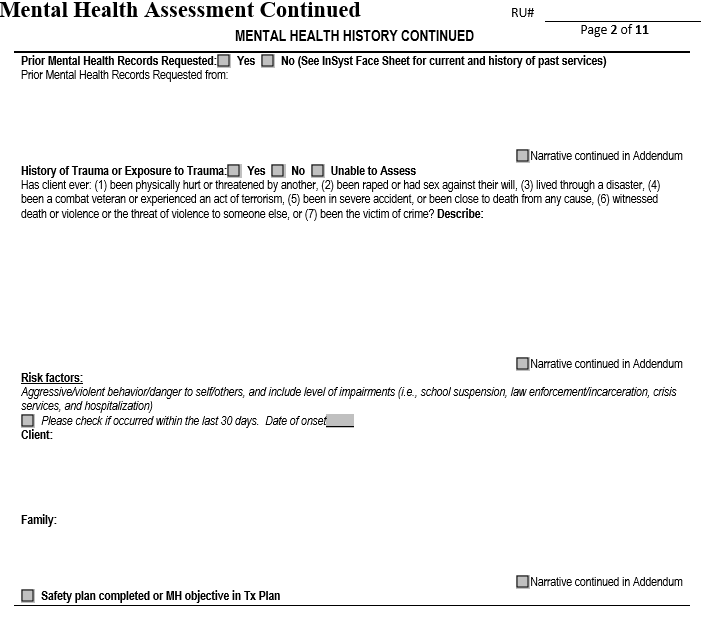 Mental Health Assessment Continued
RU#
Page 2 of 11
MENTAL HEALTH HISTORY CONTINUED
Prior Mental Health Records Requested: Yes No (See InSyst Face Sheet for current and history of past services)
Prior Mental Health Records Requested from:
Narrative continued in Addendum
History of Trauma or Exposure to Trauma: Yes No Unable to Assess
Has client ever: (1) been physically hurt or threatened by another, (2) been raped or had sex against their will, (3) lived through a disaster, (4)
been a combat veteran or experienced an act of terrorism, (5) been in severe accident, or been close to death from any cause, (6) witnessed
death or violence or the threat of violence to someone else, or (7) been the victim of crime? Describe:
Narrative continued in Addendum
Risk factors:
Aggressive/violent behavior/danger to self/others, and include level of impairments (i.e., school suspension, law enforcement/incarceration, crisis
services, and hospitalization)
Please check if occurred within the last 30 days. Date of onset
Client:
Family:
Narrative continued in Addendum
Safety plan completed or MH objective in Tx Plan